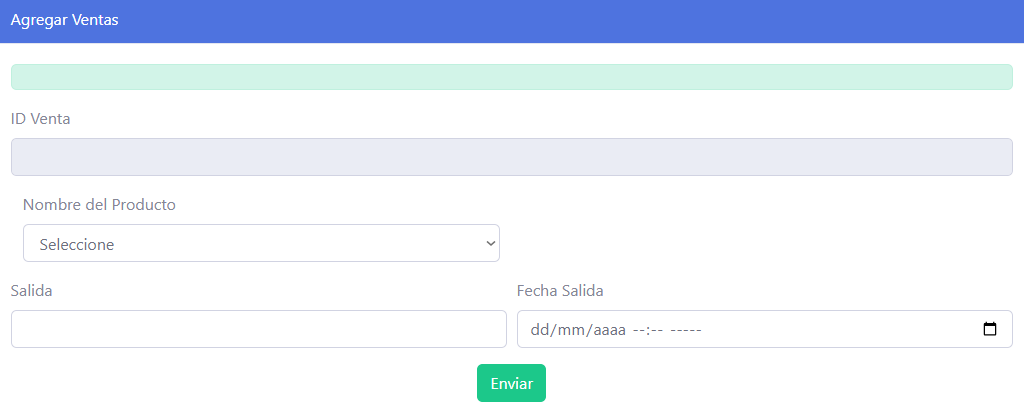 Agregar Ventas
ID Venta
Nombre del Producto
Seleccione
Salida
Fecha Salida
dd/mm/aaaa --:-- -----
Enviar